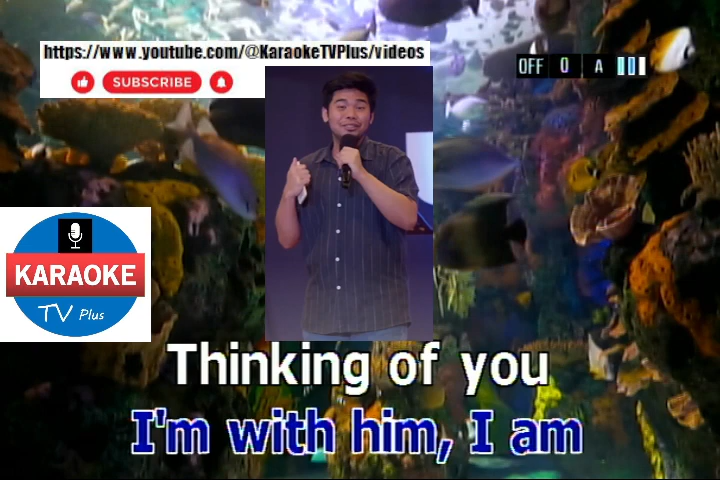 https://www.youtube.com/@KaraokeTVPlus/videos
SUBSCRIBE
OFF 0 A
KARAOKE
TV Plus
Thinking of you
I'm with him, I am